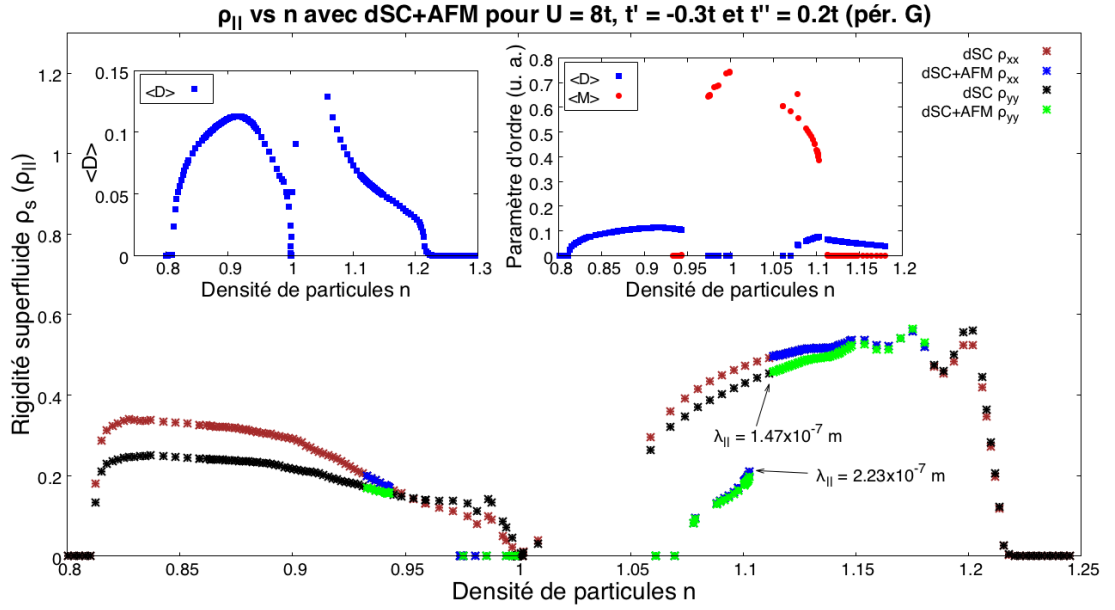 ρ|| vs n avec dSC+AFM pour U = 8t, t' = -0.3t et t'' = 0.2t (pér. G)
dSC ρxx
dSC+AFM ρxx
dSC ρyy
dSC+AFM ρyy
Rigidité superfluide ρs (ρ||)
0
0.2
0.4
0.6
0.8
1
1.2
0.8
0.85
0.9
0.95
1
1.05
1.1
1.15
1.2
1.25
Densité de particules n
λ|| = 1.47x10-7 m
λ|| = 2.23x10-7 m
<D>
<D>
0
0.05
0.1
0.15
0.8
0.9
1
1.1
1.2
1.3
Densité de particules n
<D>
<M>
Paramètre d'ordre (u. a.)
0
0.1
0.2
0.3
0.4
0.5
0.6
0.7
0.8
0.8
0.85
0.9
0.95
1
1.05
1.1
1.15
1.2
Densité de particules n